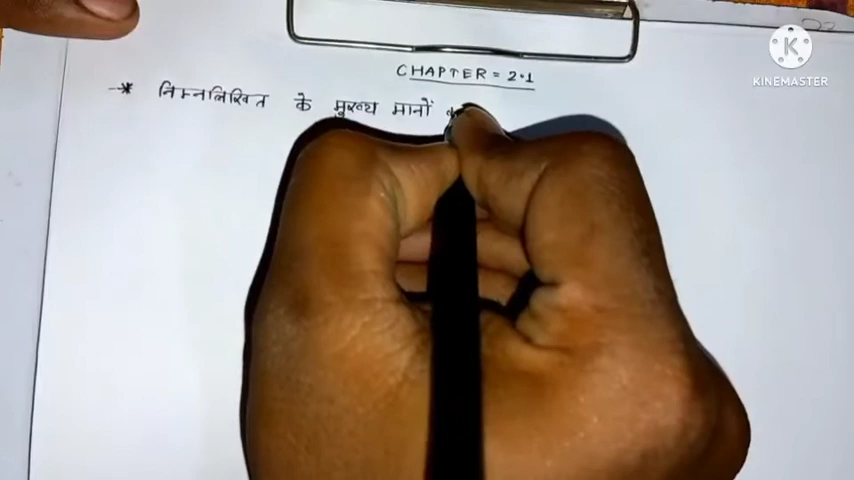 CHAPTER = 2.1
* निम्नलिखित के मुख्य मानों
KINEMASTER